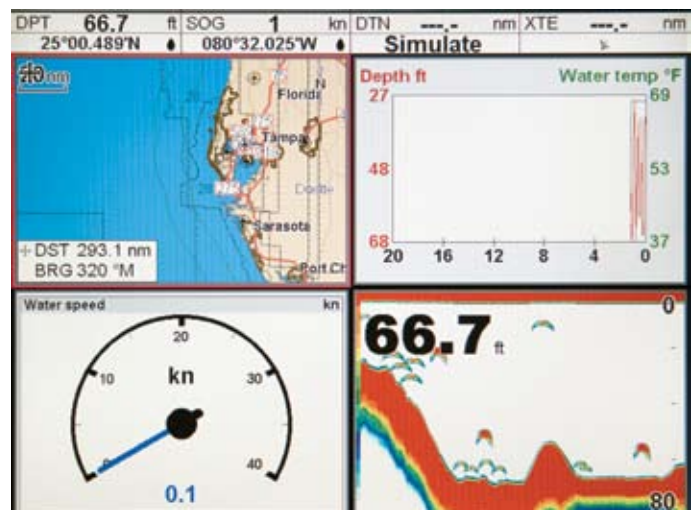 DPT 66.7 ft SOG 1 kn DTN ---.- nm XTE ---.- nm
25°00.489'N 080°32.025'W Simulate
nm
N
Florida
Tampa
Sarasota
Port Ch
DST 293.1 nm
BRG 320 °M
Depth ft Water temp °F
27 69
48 53
68 37
20 16 12 8 4 0
Water speed kn
20
10 kn 30
0 40
0.1
0
66.7 ft
80